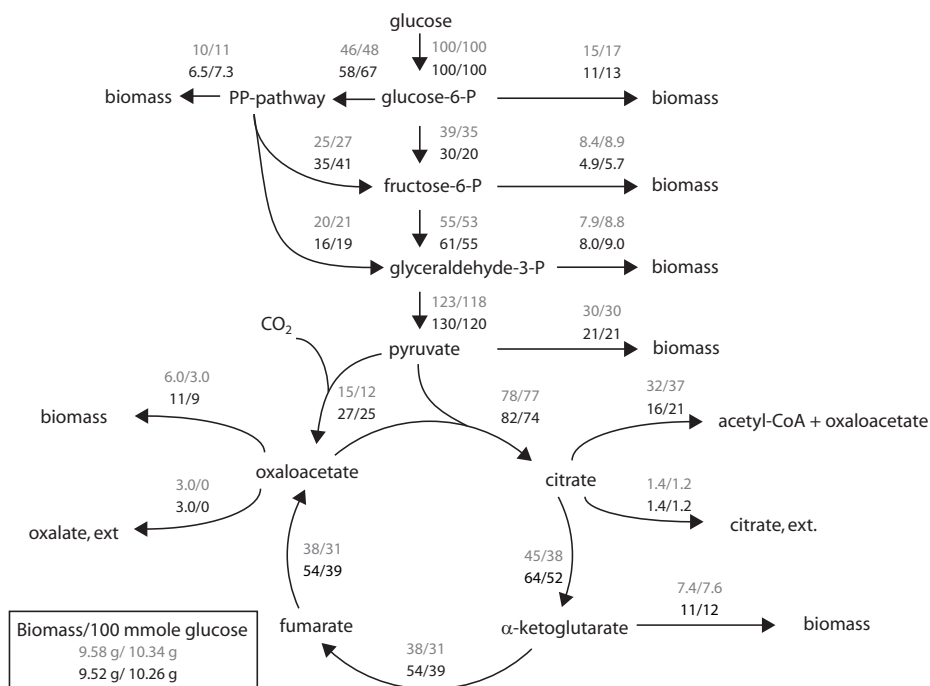 glucose
10/11
6.5/7.3
46/48
58/67
100/100
100/100
15/17
11/13
biomass
PP-pathway
glucose-6-P
biomass
25/27
35/41
39/35
30/20
8.4/8.9
4.9/5.7
fructose-6-P
biomass
20/21
16/19
55/53
61/55
7.9/8.8
8.0/9.0
glyceraldehyde-3-P
biomass
123/118
130/120
30/30
21/21
CO2
pyruvate
biomass
6.0/3.0
11/9
15/12
27/25
78/77
82/74
32/37
16/21
biomass
acetyl-CoA + oxaloacetate
oxaloacetate
citrate
3.0/0
3.0/0
1.4/1.2
1.4/1.2
oxalate, ext
citrate, ext.
38/31
54/39
45/38
64/52
7.4/7.6
11/12
fumarate
α-ketoglutarate
biomass
38/31
54/39
Biomass/100 mmole glucose
9.58 g/ 10.34 g
9.52 g/ 10.26 g